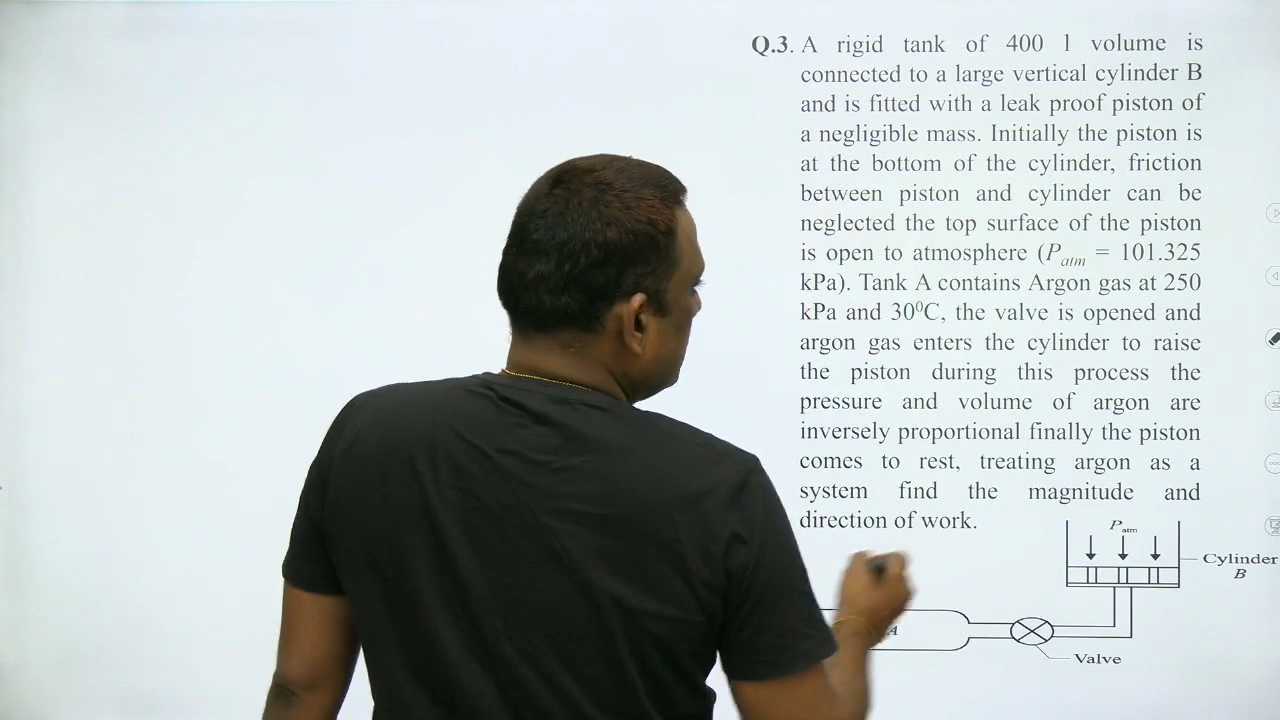 Q.3. A rigid tank of 400 l volume is
connected to a large vertical cylinder B
and is fitted with a leak proof piston of
a negligible mass. Initially the piston is
at the bottom of the cylinder, friction
between piston and cylinder can be
neglected the top surface of the piston
is open to atmosphere (Patm = 101.325
kPa). Tank A contains Argon gas at 250
kPa and 30⁰C, the valve is opened and
argon gas enters the cylinder to raise
the piston during this process the
pressure and volume of argon are
inversely proportional finally the piston
comes to rest, treating argon as a
system find the magnitude and
direction of work.
Patm
Cylinder
B
A
Valve